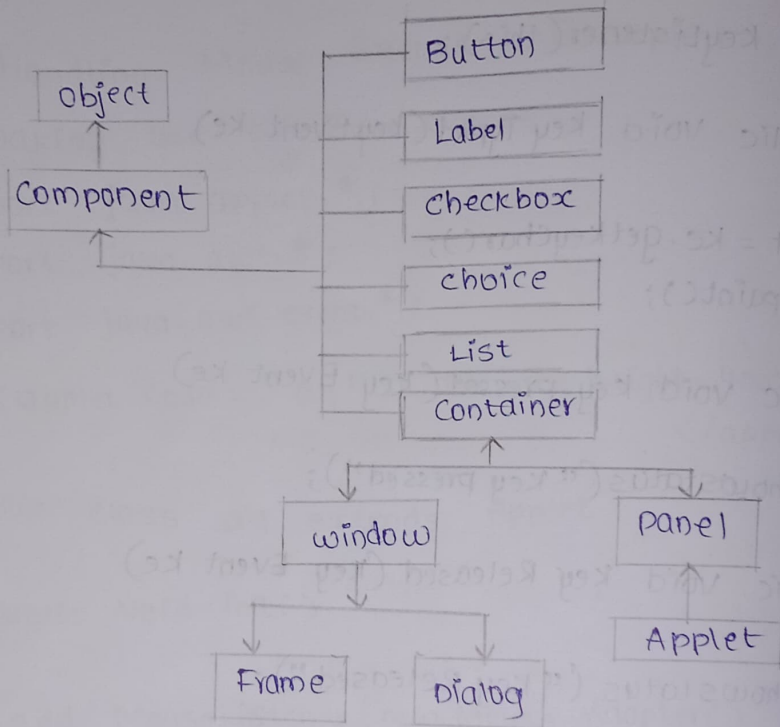 Object
Component
Button
Label
Checkbox
choice
List
Container
window
panel
Applet
Frame
Dialog